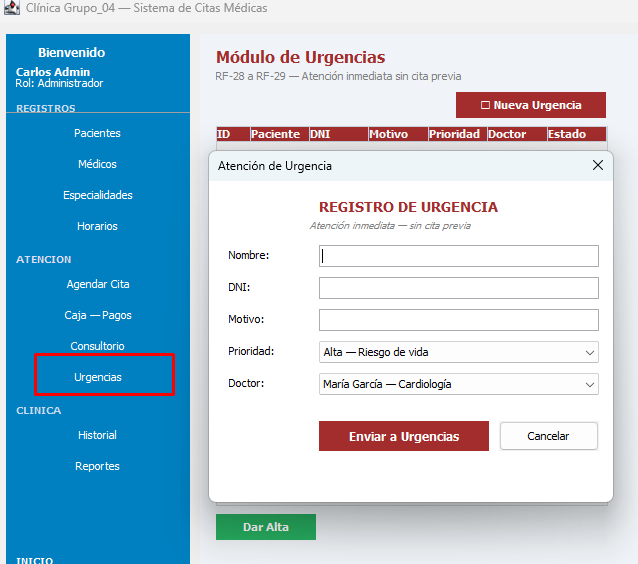 Clínica Grupo_04 — Sistema de Citas Médicas
Bienvenido
Carlos Admin
Rol: Administrador
REGISTROS
Pacientes
Médicos
Especialidades
Horarios
ATENCION
Agendar Cita
Caja — Pagos
Consultorio
Urgencias
CLINICA
Historial
Reportes
INICIO
Módulo de Urgencias
RF-28 a RF-29 — Atención inmediata sin cita previa
☐ Nueva Urgencia
ID Paciente DNI Motivo Prioridad Doctor Estado
Atención de Urgencia
REGISTRO DE URGENCIA
Atención inmediata — sin cita previa
Nombre:
DNI:
Motivo:
Prioridad: Alta — Riesgo de vida
Doctor: María García — Cardiología
Enviar a Urgencias Cancelar
Dar Alta